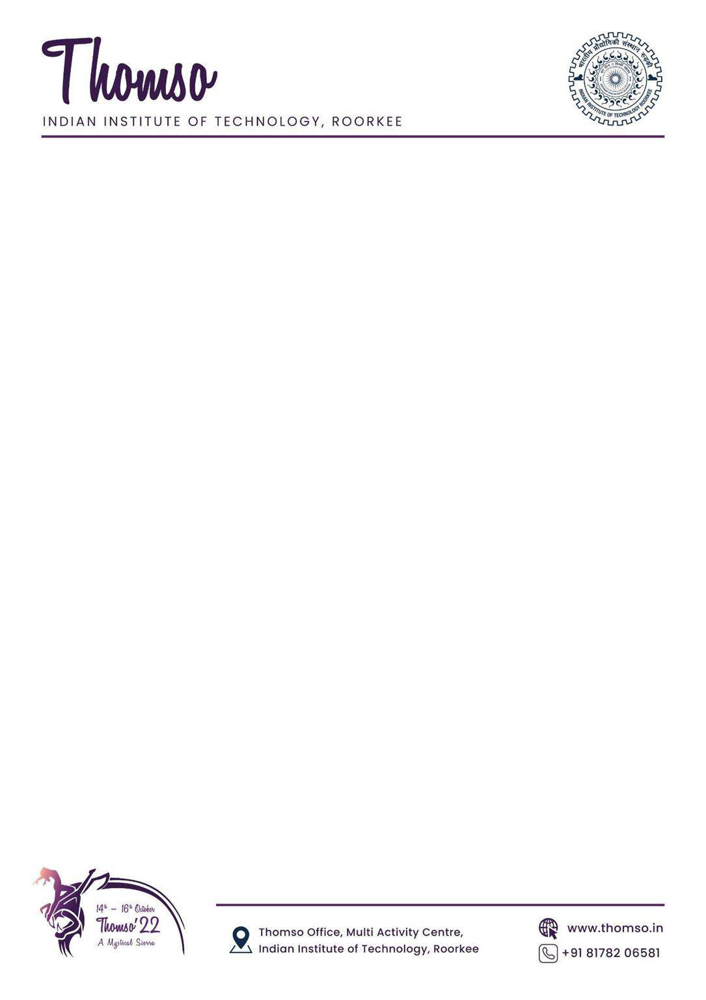 Thomso
INDIAN INSTITUTE OF TECHNOLOGY, ROORKEE
भारतीय प्रौद्योगिकी संस्थान रुड़की
INDIAN INSTITUTE OF TECHNOLOGY ROORKEE
14th – 16th October
Thomso'22
A Mystical Sierra
Thomso Office, Multi Activity Centre,
Indian Institute of Technology, Roorkee
www.thomso.in
+91 81782 06581